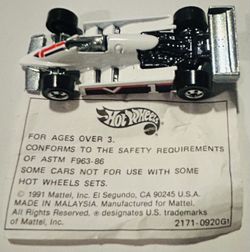 Hot Wheels
FOR AGES OVER 3.
CONFORMS TO THE SAFETY REQUIREMENTS
OF ASTM F963-86
SOME CARS NOT FOR USE WITH SOME
HOT WHEELS SETS.
© 1991 Mattel, Inc. El Segundo, CA 90245 U.S.A.
MADE IN MALAYSIA Manufactured for Mattel.
All Rights Reserved. ® designates U.S. trademarks
of Mattel.
2171-0920G1